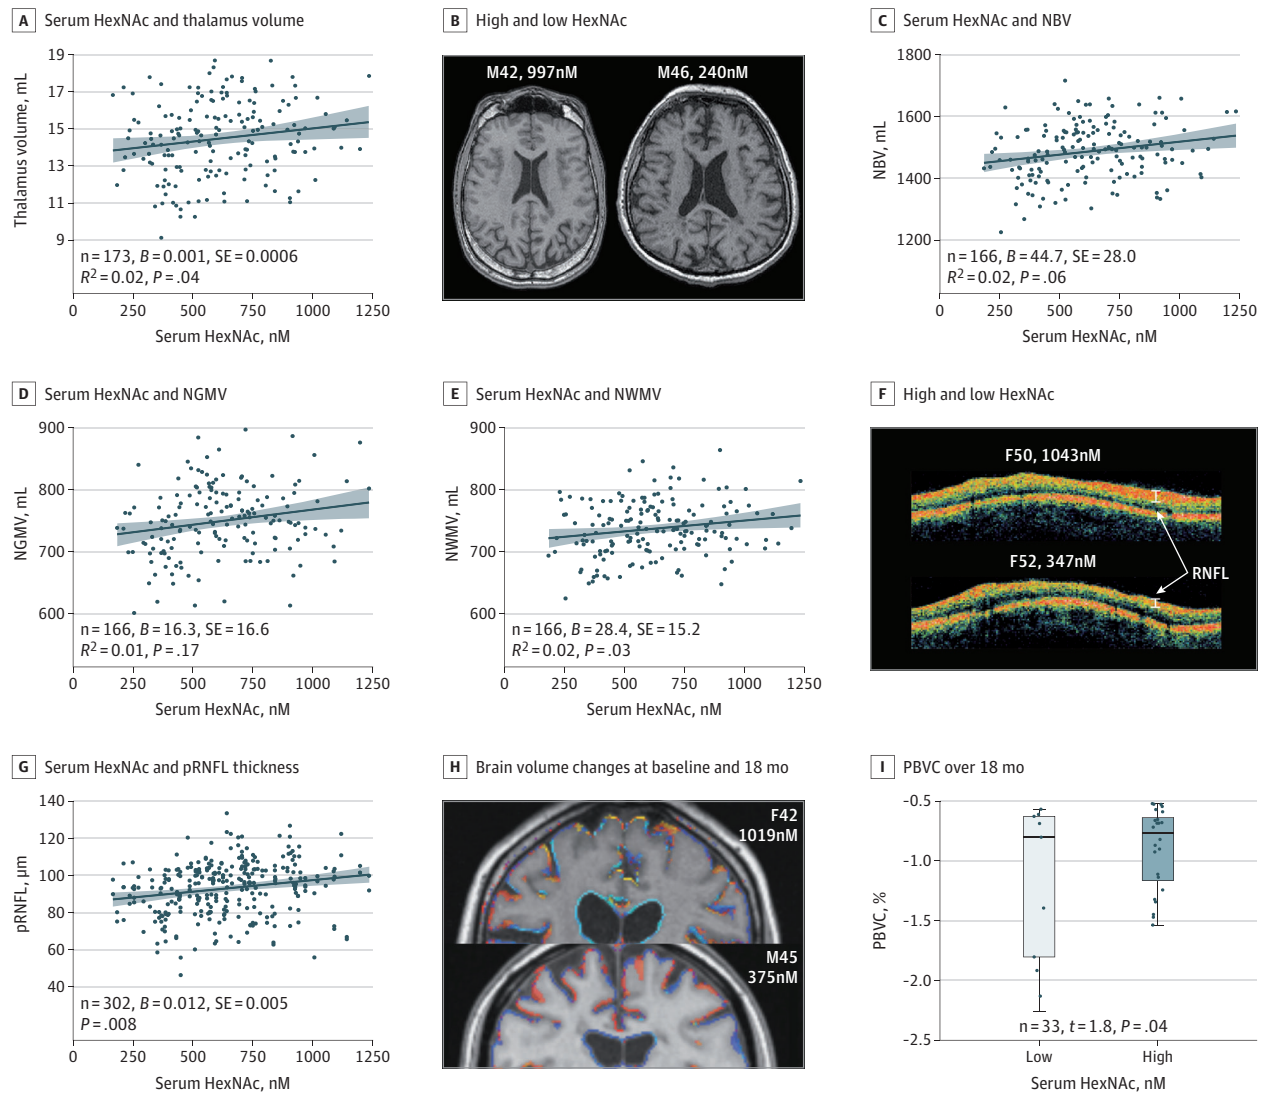 A Serum HexNAc and thalamus volume
Thalamus volume, mL
19
17
15
13
11
9
n = 173, B = 0.001, SE = 0.0006
R² = 0.02, P = .04
0 250 500 750 1000 1250
Serum HexNAc, nM
B High and low HexNAc
M42, 997nM
M46, 240nM
C Serum HexNAc and NBV
NBV, mL
1800
1600
1400
1200
n = 166, B = 44.7, SE = 28.0
R² = 0.02, P = .06
0 250 500 750 1000 1250
Serum HexNAc, nM
D Serum HexNAc and NGMV
NGMV, mL
900
800
700
600
n = 166, B = 16.3, SE = 16.6
R² = 0.01, P = .17
0 250 500 750 1000 1250
Serum HexNAc, nM
E Serum HexNAc and NWMV
NWMV, mL
900
800
700
600
n = 166, B = 28.4, SE = 15.2
R² = 0.02, P = .03
0 250 500 750 1000 1250
Serum HexNAc, nM
F High and low HexNAc
F50, 1043nM
F52, 347nM
RNFL
G Serum HexNAc and pRNFL thickness
pRNFL, μm
140
120
100
80
60
40
n = 302, B = 0.012, SE = 0.005
P = .008
0 250 500 750 1000 1250
Serum HexNAc, nM
H Brain volume changes at baseline and 18 mo
F42
1019nM
M45
375nM
I PBVC over 18 mo
PBVC, %
-0.5
-1.0
-1.5
-2.0
-2.5
n = 33, t = 1.8, P = .04
Low High
Serum HexNAc, nM